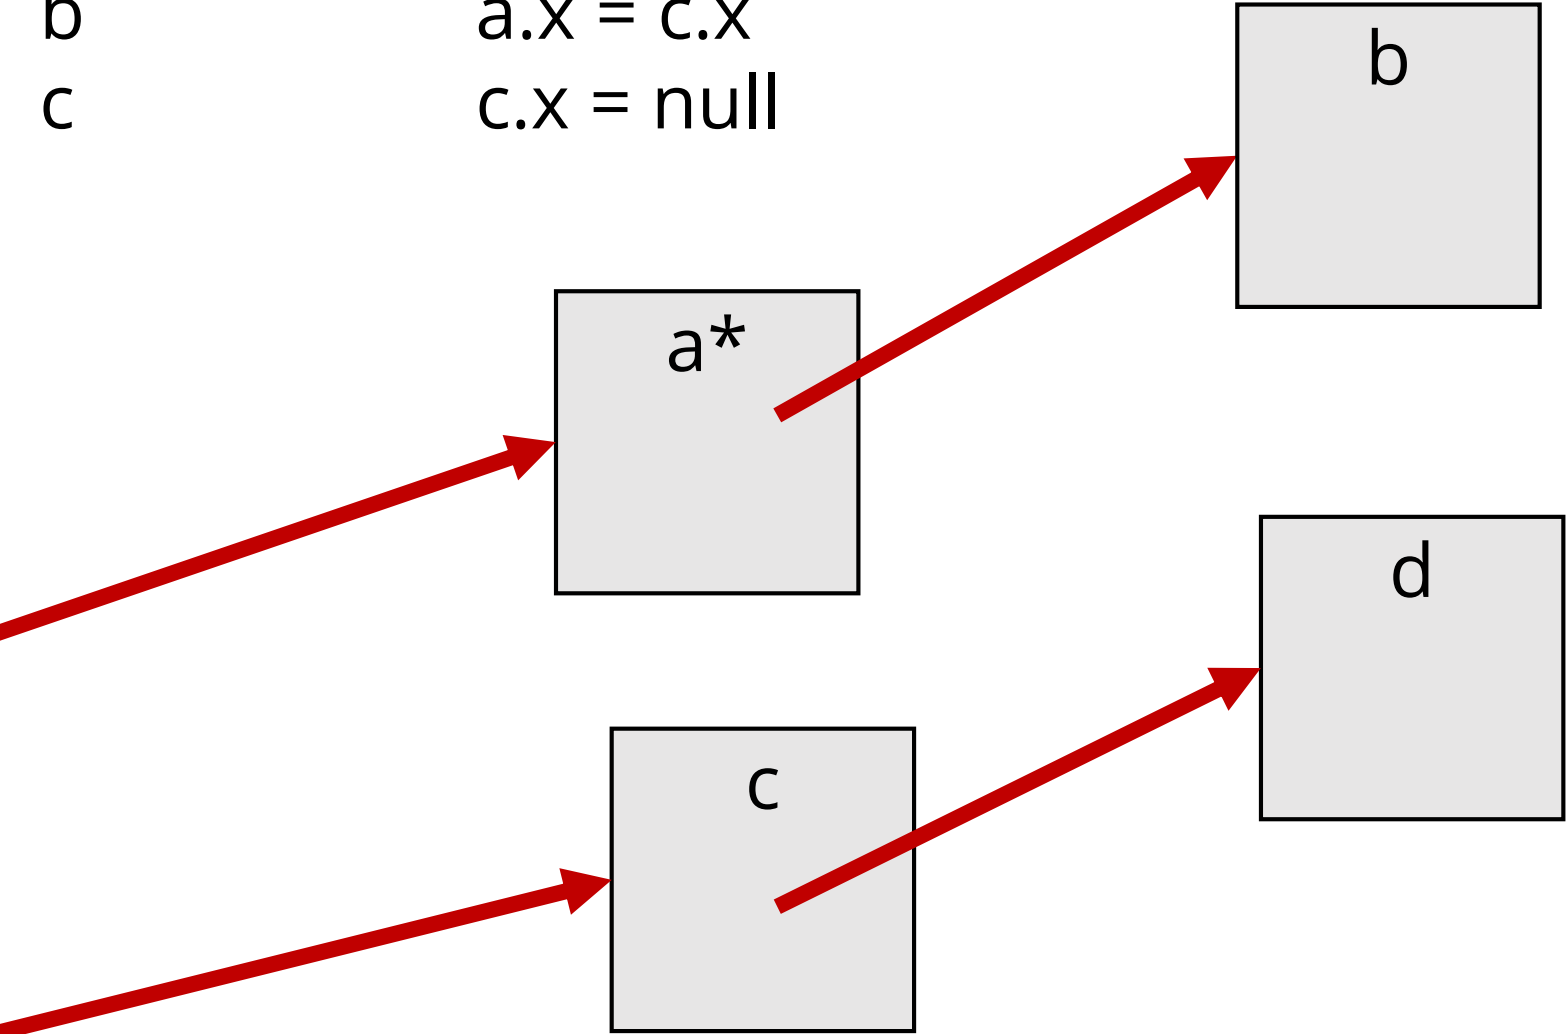 b a.x = c.x
c c.x = null
b
a*
d
c